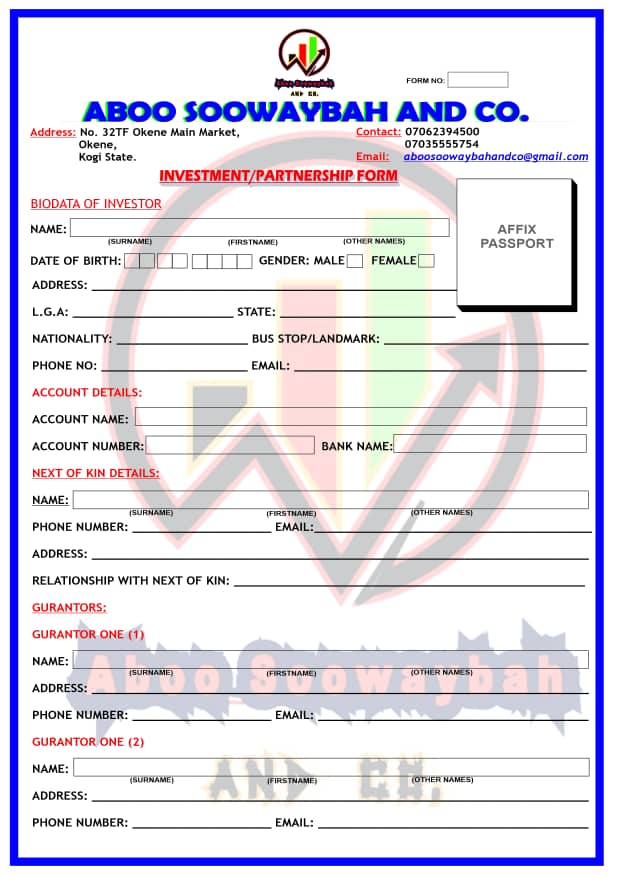 Aboo Soowaybah
AND CO.
FORM NO:
ABOO SOOWAYBAH AND CO.
Address: No. 32TF Okene Main Market,
Okene,
Kogi State.
Contact: 07062394500
07035555754
Email: aboosoowaybahandco@gmail.com
INVESTMENT/PARTNERSHIP FORM
AFFIX
PASSPORT
BIODATA OF INVESTOR
NAME:
(SURNAME) (FIRSTNAME) (OTHER NAMES)
DATE OF BIRTH: GENDER: MALE FEMALE
ADDRESS:
L.G.A: STATE:
NATIONALITY: BUS STOP/LANDMARK:
PHONE NO: EMAIL:
ACCOUNT DETAILS:
ACCOUNT NAME:
ACCOUNT NUMBER: BANK NAME:
NEXT OF KIN DETAILS:
NAME:
(SURNAME) (FIRSTNAME) (OTHER NAMES)
PHONE NUMBER: EMAIL:
ADDRESS:
RELATIONSHIP WITH NEXT OF KIN:
GURANTORS:
GURANTOR ONE (1)
NAME:
(SURNAME) (FIRSTNAME) (OTHER NAMES)
ADDRESS:
PHONE NUMBER: EMAIL:
GURANTOR ONE (2)
NAME:
(SURNAME) (FIRSTNAME) (OTHER NAMES)
ADDRESS:
PHONE NUMBER: EMAIL:
Aboo Soowaybah
AND CO.